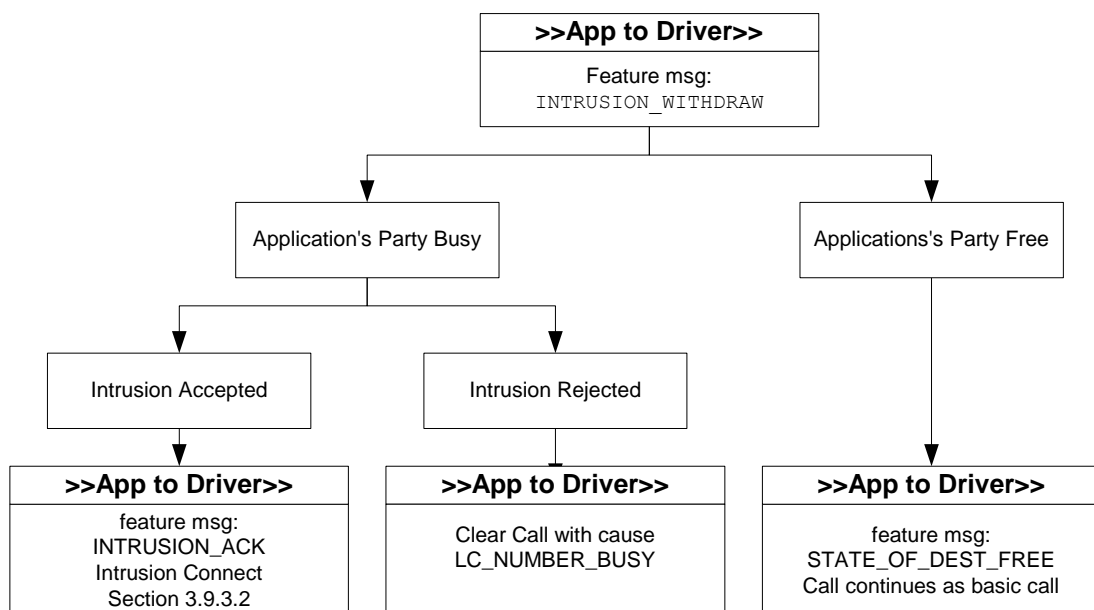 >>App to Driver>>
Feature msg:
INTRUSION_WITHDRAW
Application's Party Busy
Applications's Party Free
Intrusion Accepted
Intrusion Rejected
>>App to Driver>>
feature msg:
INTRUSION_ACK
Intrusion Connect
Section 3.9.3.2
>>App to Driver>>
Clear Call with cause
LC_NUMBER_BUSY
>>App to Driver>>
feature msg:
STATE_OF_DEST_FREE
Call continues as basic call